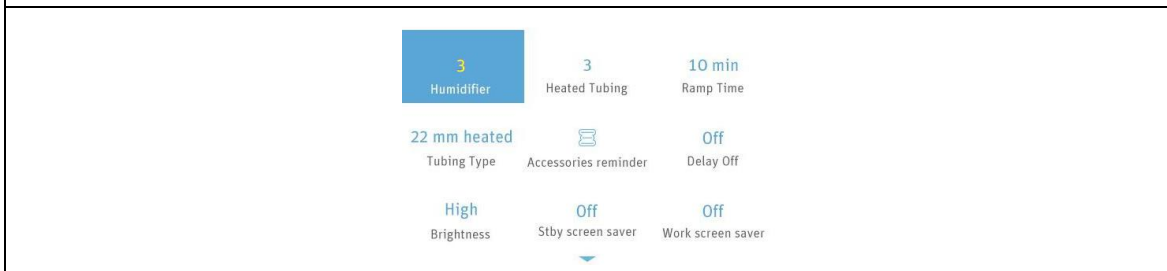 3 3 10 min
Humidifier Heated Tubing Ramp Time
22 mm heated Off
Tubing Type Accessories reminder Delay Off
High Off Off
Brightness Stby screen saver Work screen saver